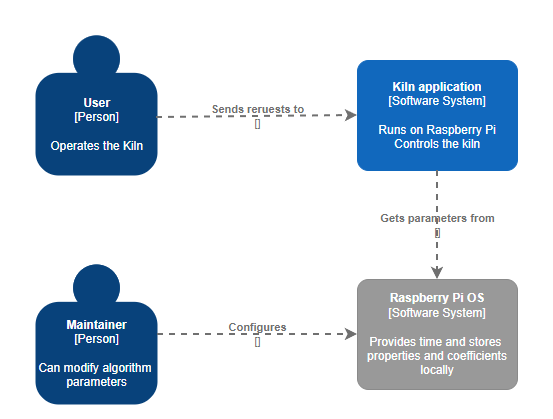 User
[Person]
Operates the Kiln
Sends reruests to
[]
Kiln application
[Software System]
Runs on Raspberry Pi
Controls the kiln
Gets parameters from
[]
Maintainer
[Person]
Can modify algorithm
parameters
Configures
[]
Raspberry Pi OS
[Software System]
Provides time and stores
properties and coefficients
locally